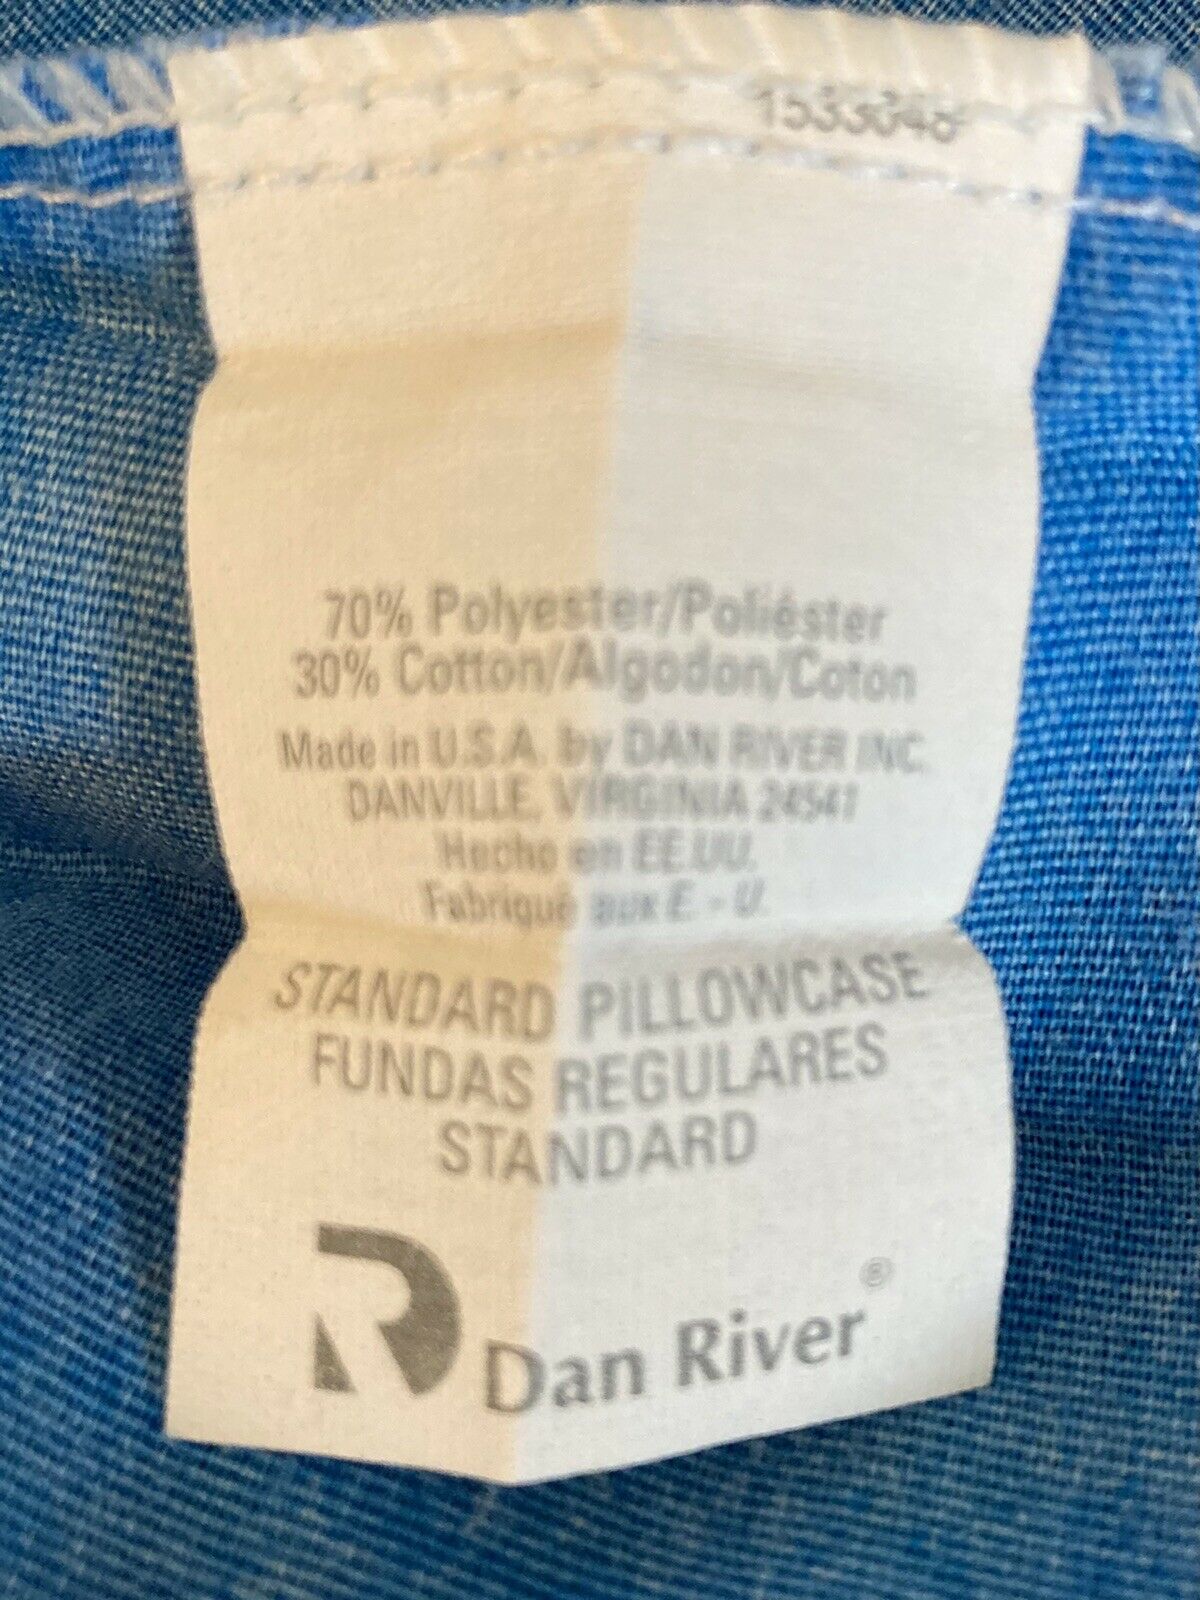 70% Polyester/Poliéster
30% Cotton/Algodon/Coton
Made in U.S.A. by DAN RIVER INC.
DANVILLE, VIRGINIA 24541
Hecho en EE.UU.
Fabriqué aux E. - U.
STANDARD PILLOWCASE
FUNDAS REGULARES
STANDARD
Dan River®